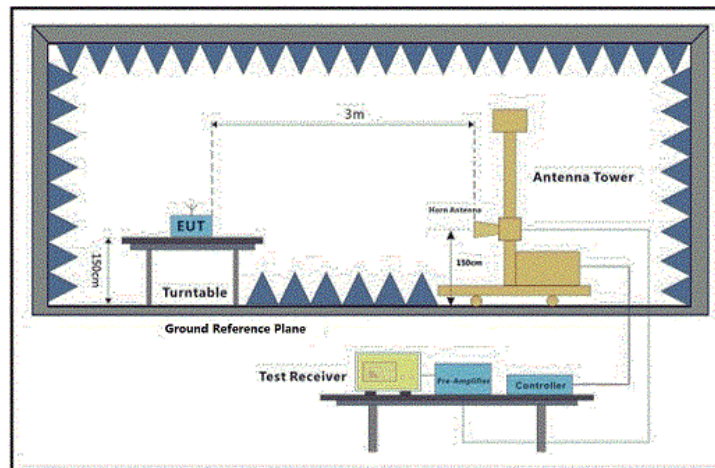 3m
Antenna Tower
Horn Antenna
EUT
150cm
150cm
Turntable
Ground Reference Plane
Test Receiver
Pre-Amplifier
Controller